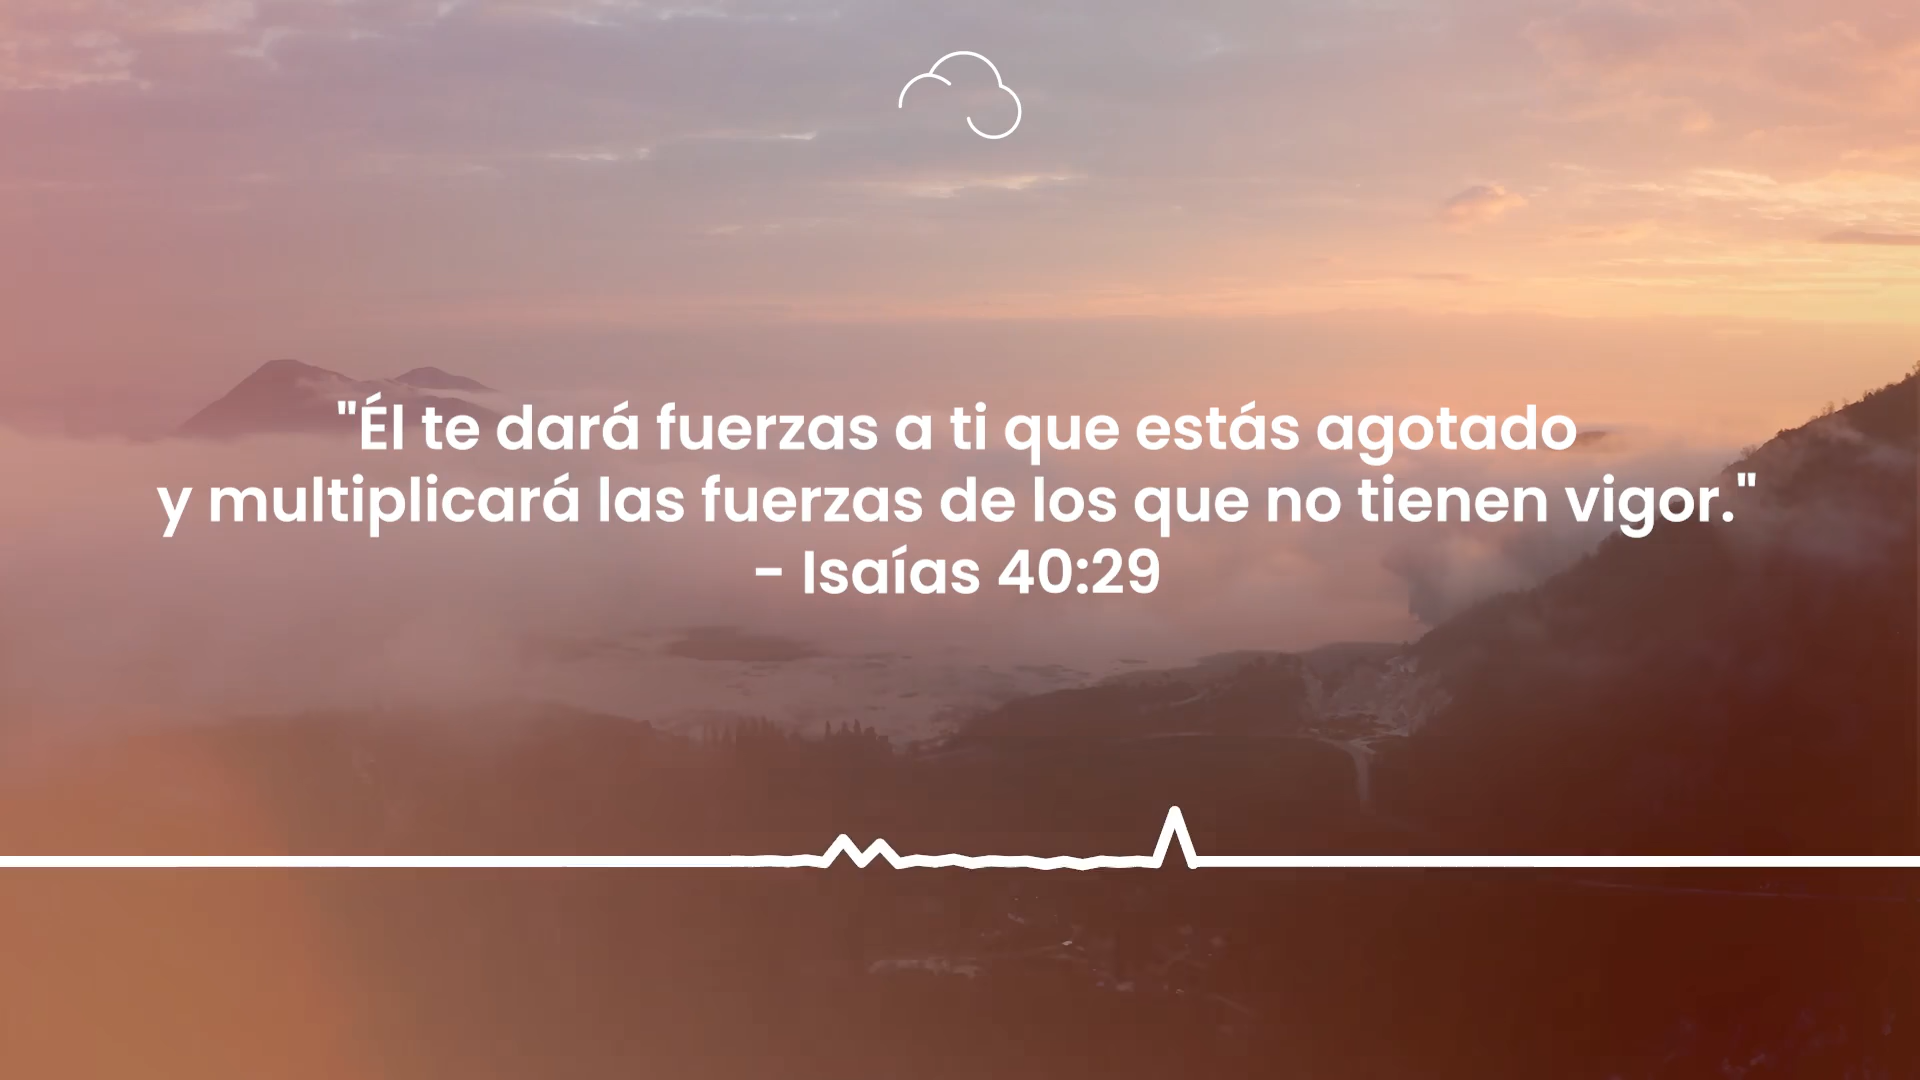 "Él te dará fuerzas a ti que estás agotado
y multiplicará las fuerzas de los que no tienen vigor."
- Isaías 40:29